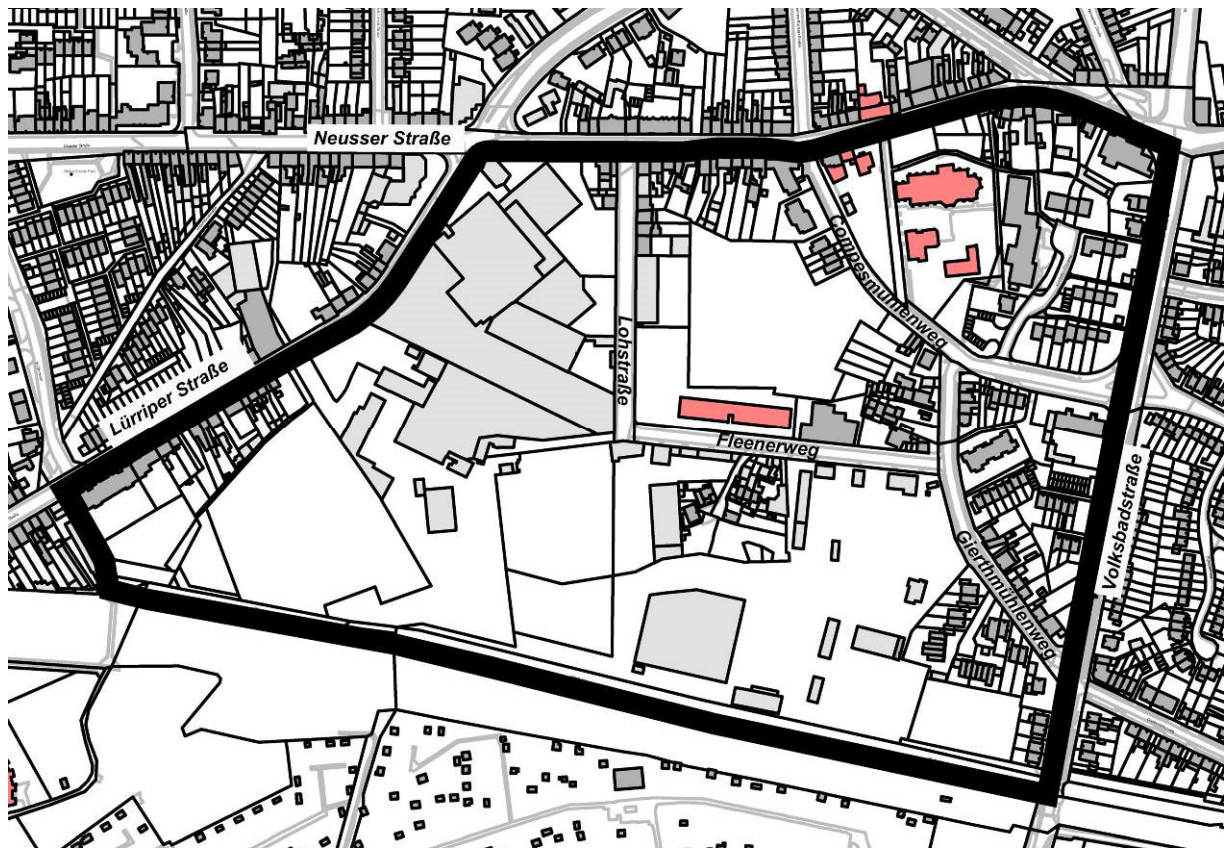 Neusser Straße
Lürriper Straße
Lohstraße
Compesmühlenweg
Fleenerweg
Gierthmühlenweg
Volksbadstraße